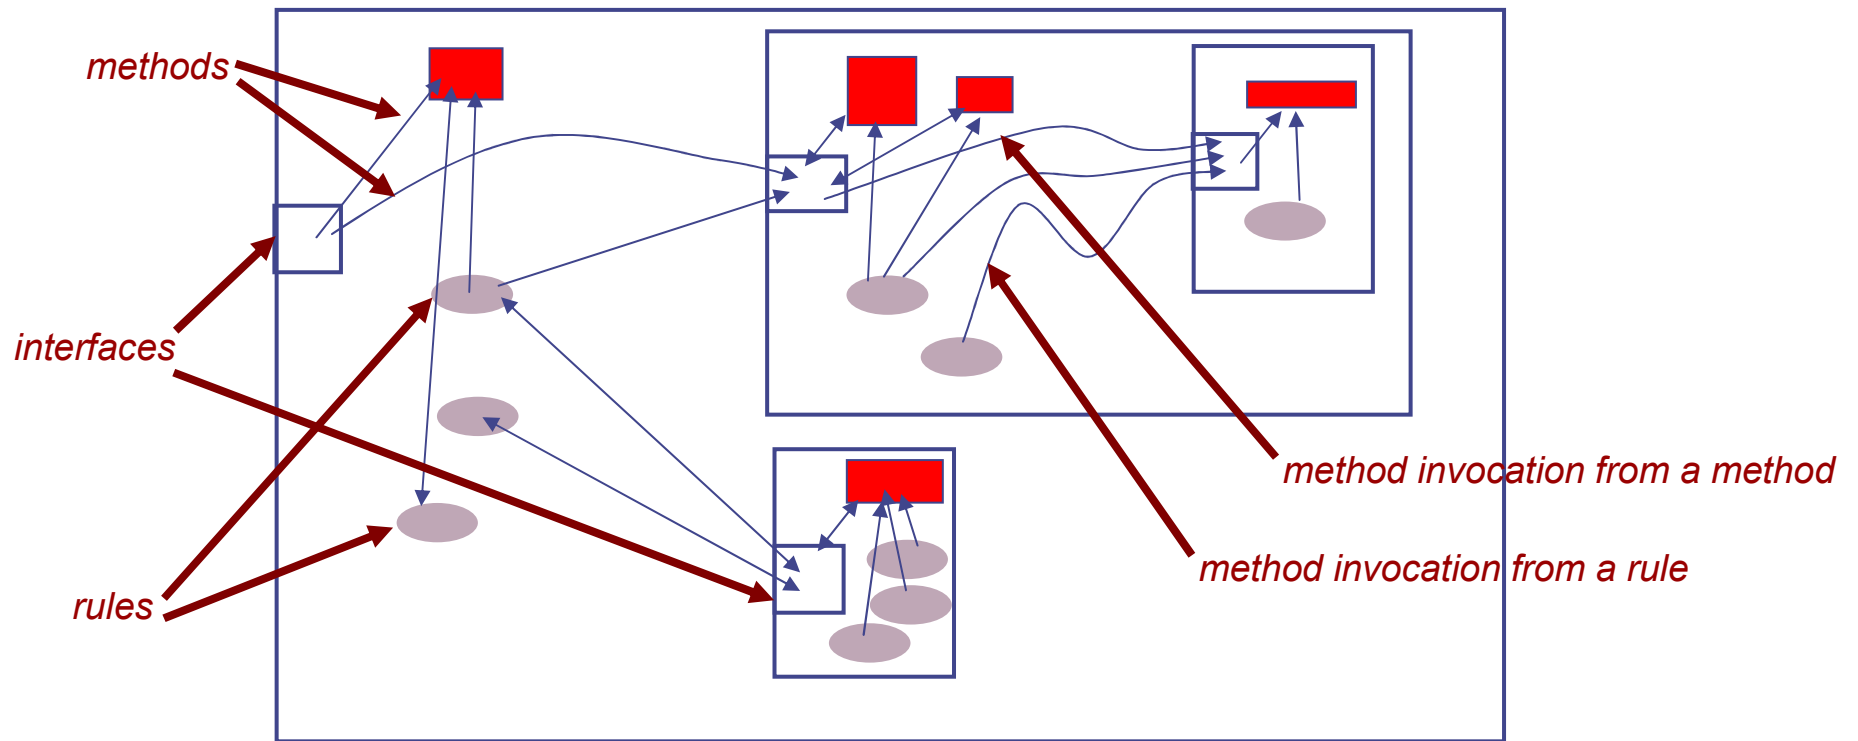 methods
interfaces
method invocation from a method
method invocation from a rule
rules